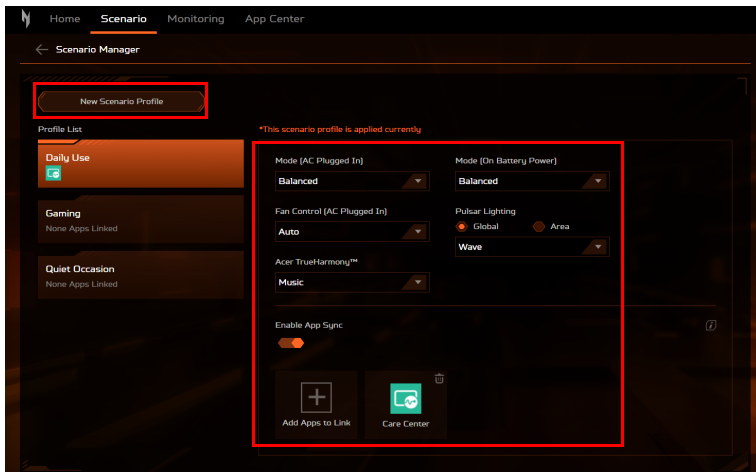 Home Scenario Monitoring App Center
Scenario Manager
New Scenario Profile
Profile List
*This scenario profile is applied currently
Daily Use
Gaming
None Apps Linked
Quiet Occasion
None Apps Linked
Mode (AC Plugged In)
Balanced
Mode (On Battery Power)
Balanced
Fan Control (AC Plugged In)
Auto
Pulsar Lighting
Global Area
Wave
Acer TrueHarmony™
Music
Enable App Sync
Add Apps to Link
Care Center